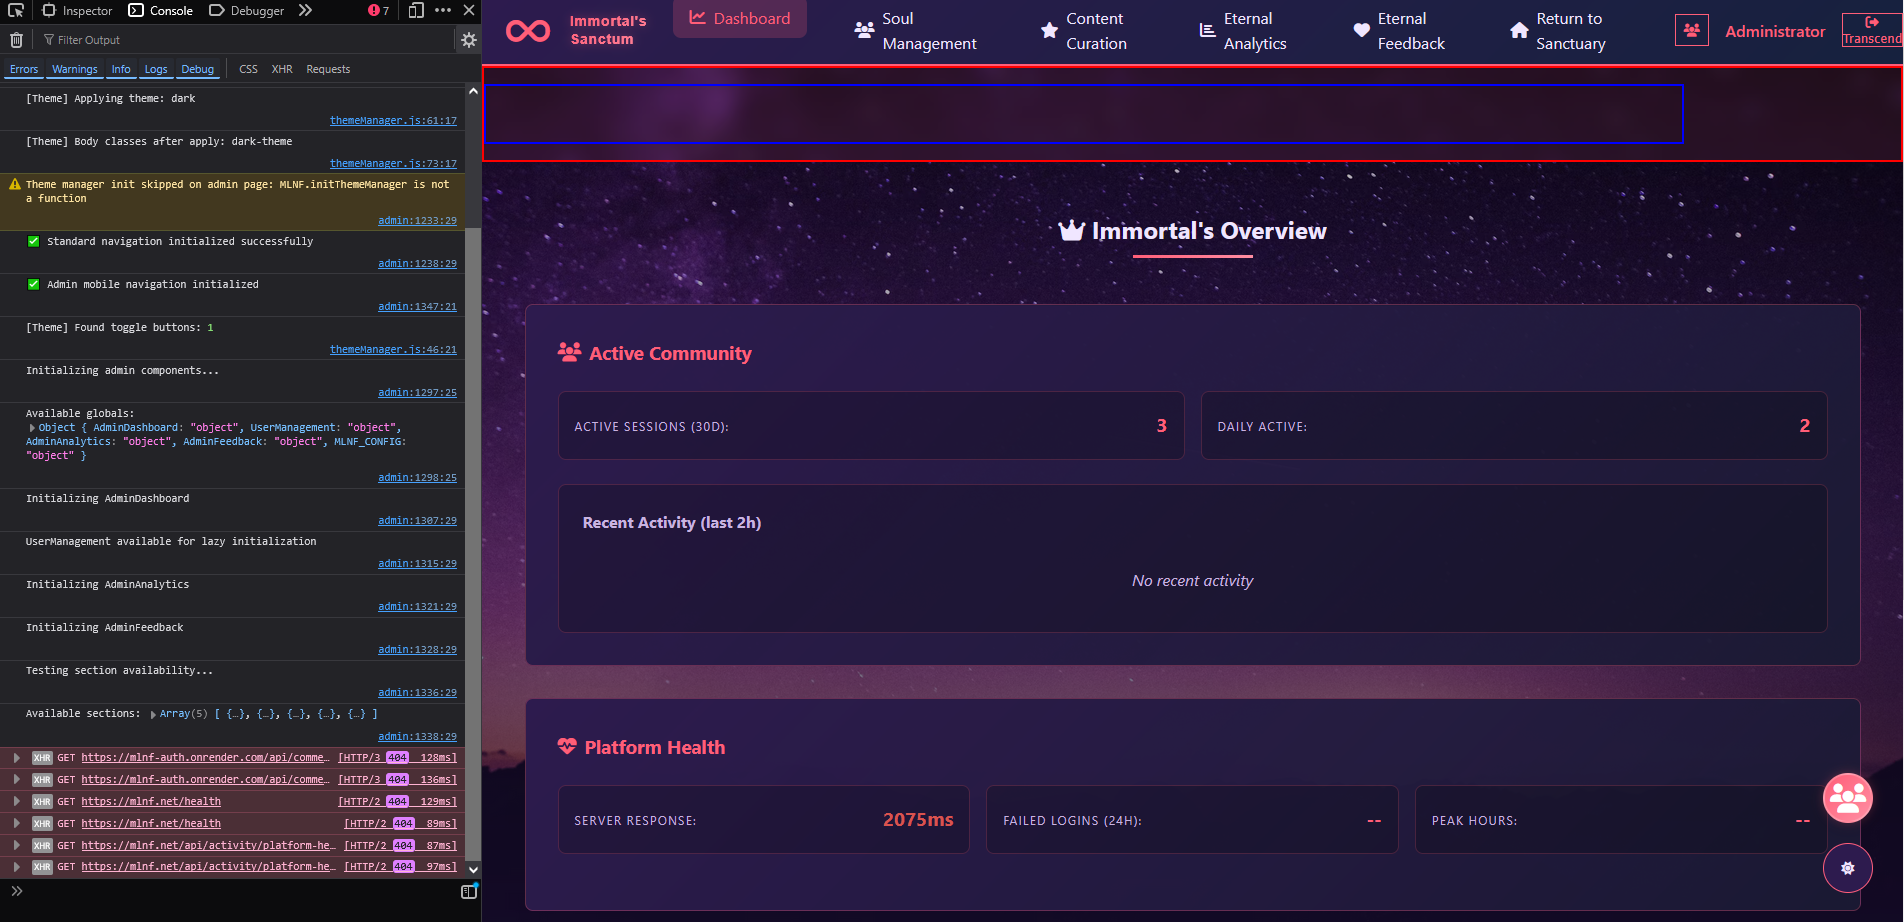 Inspector
Console
Debugger
7
Filter Output
Errors
Warnings
Info
Logs
Debug
CSS
XHR
Requests
[Theme] Applying theme: dark
themeManager.js:61:17
[Theme] Body classes after apply: dark-theme
themeManager.js:73:17
Theme manager init skipped on admin page: MLNF.initThemeManager is not
a function
admin:1233:29
Standard navigation initialized successfully
admin:1238:29
Admin mobile navigation initialized
admin:1347:21
[Theme] Found toggle buttons: 1
themeManager.js:46:21
Initializing admin components...
admin:1297:25
Available globals:
Object { AdminDashboard: "object", UserManagement: "object",
AdminAnalytics: "object", AdminFeedback: "object", MLNF_CONFIG:
"object" }
admin:1298:25
Initializing AdminDashboard
admin:1307:29
UserManagement available for lazy initialization
admin:1315:29
Initializing AdminAnalytics
admin:1321:29
Initializing AdminFeedback
admin:1328:29
Testing section availability...
admin:1336:29
Available sections: Array(5) [ {…}, {…}, {…}, {…}, {…} ]
admin:1338:29
XHR GET https://mlnf-auth.onrender.com/api/comme… [HTTP/3 404 128ms]
XHR GET https://mlnf-auth.onrender.com/api/comme… [HTTP/3 404 136ms]
XHR GET https://mlnf.net/health [HTTP/2 404 129ms]
XHR GET https://mlnf.net/health [HTTP/2 404 89ms]
XHR GET https://mlnf.net/api/activity/platform-he… [HTTP/2 404 87ms]
XHR GET https://mlnf.net/api/activity/platform-he… [HTTP/2 404 97ms]
Immortal's
Sanctum
Dashboard
Soul
Management
Content
Curation
Eternal
Analytics
Eternal
Feedback
Return to
Sanctuary
Administrator
Transcend
Immortal's Overview
Active Community
ACTIVE SESSIONS (30D): 3
DAILY ACTIVE: 2
Recent Activity (last 2h)
No recent activity
Platform Health
SERVER RESPONSE: 2075ms
FAILED LOGINS (24H): --
PEAK HOURS: --